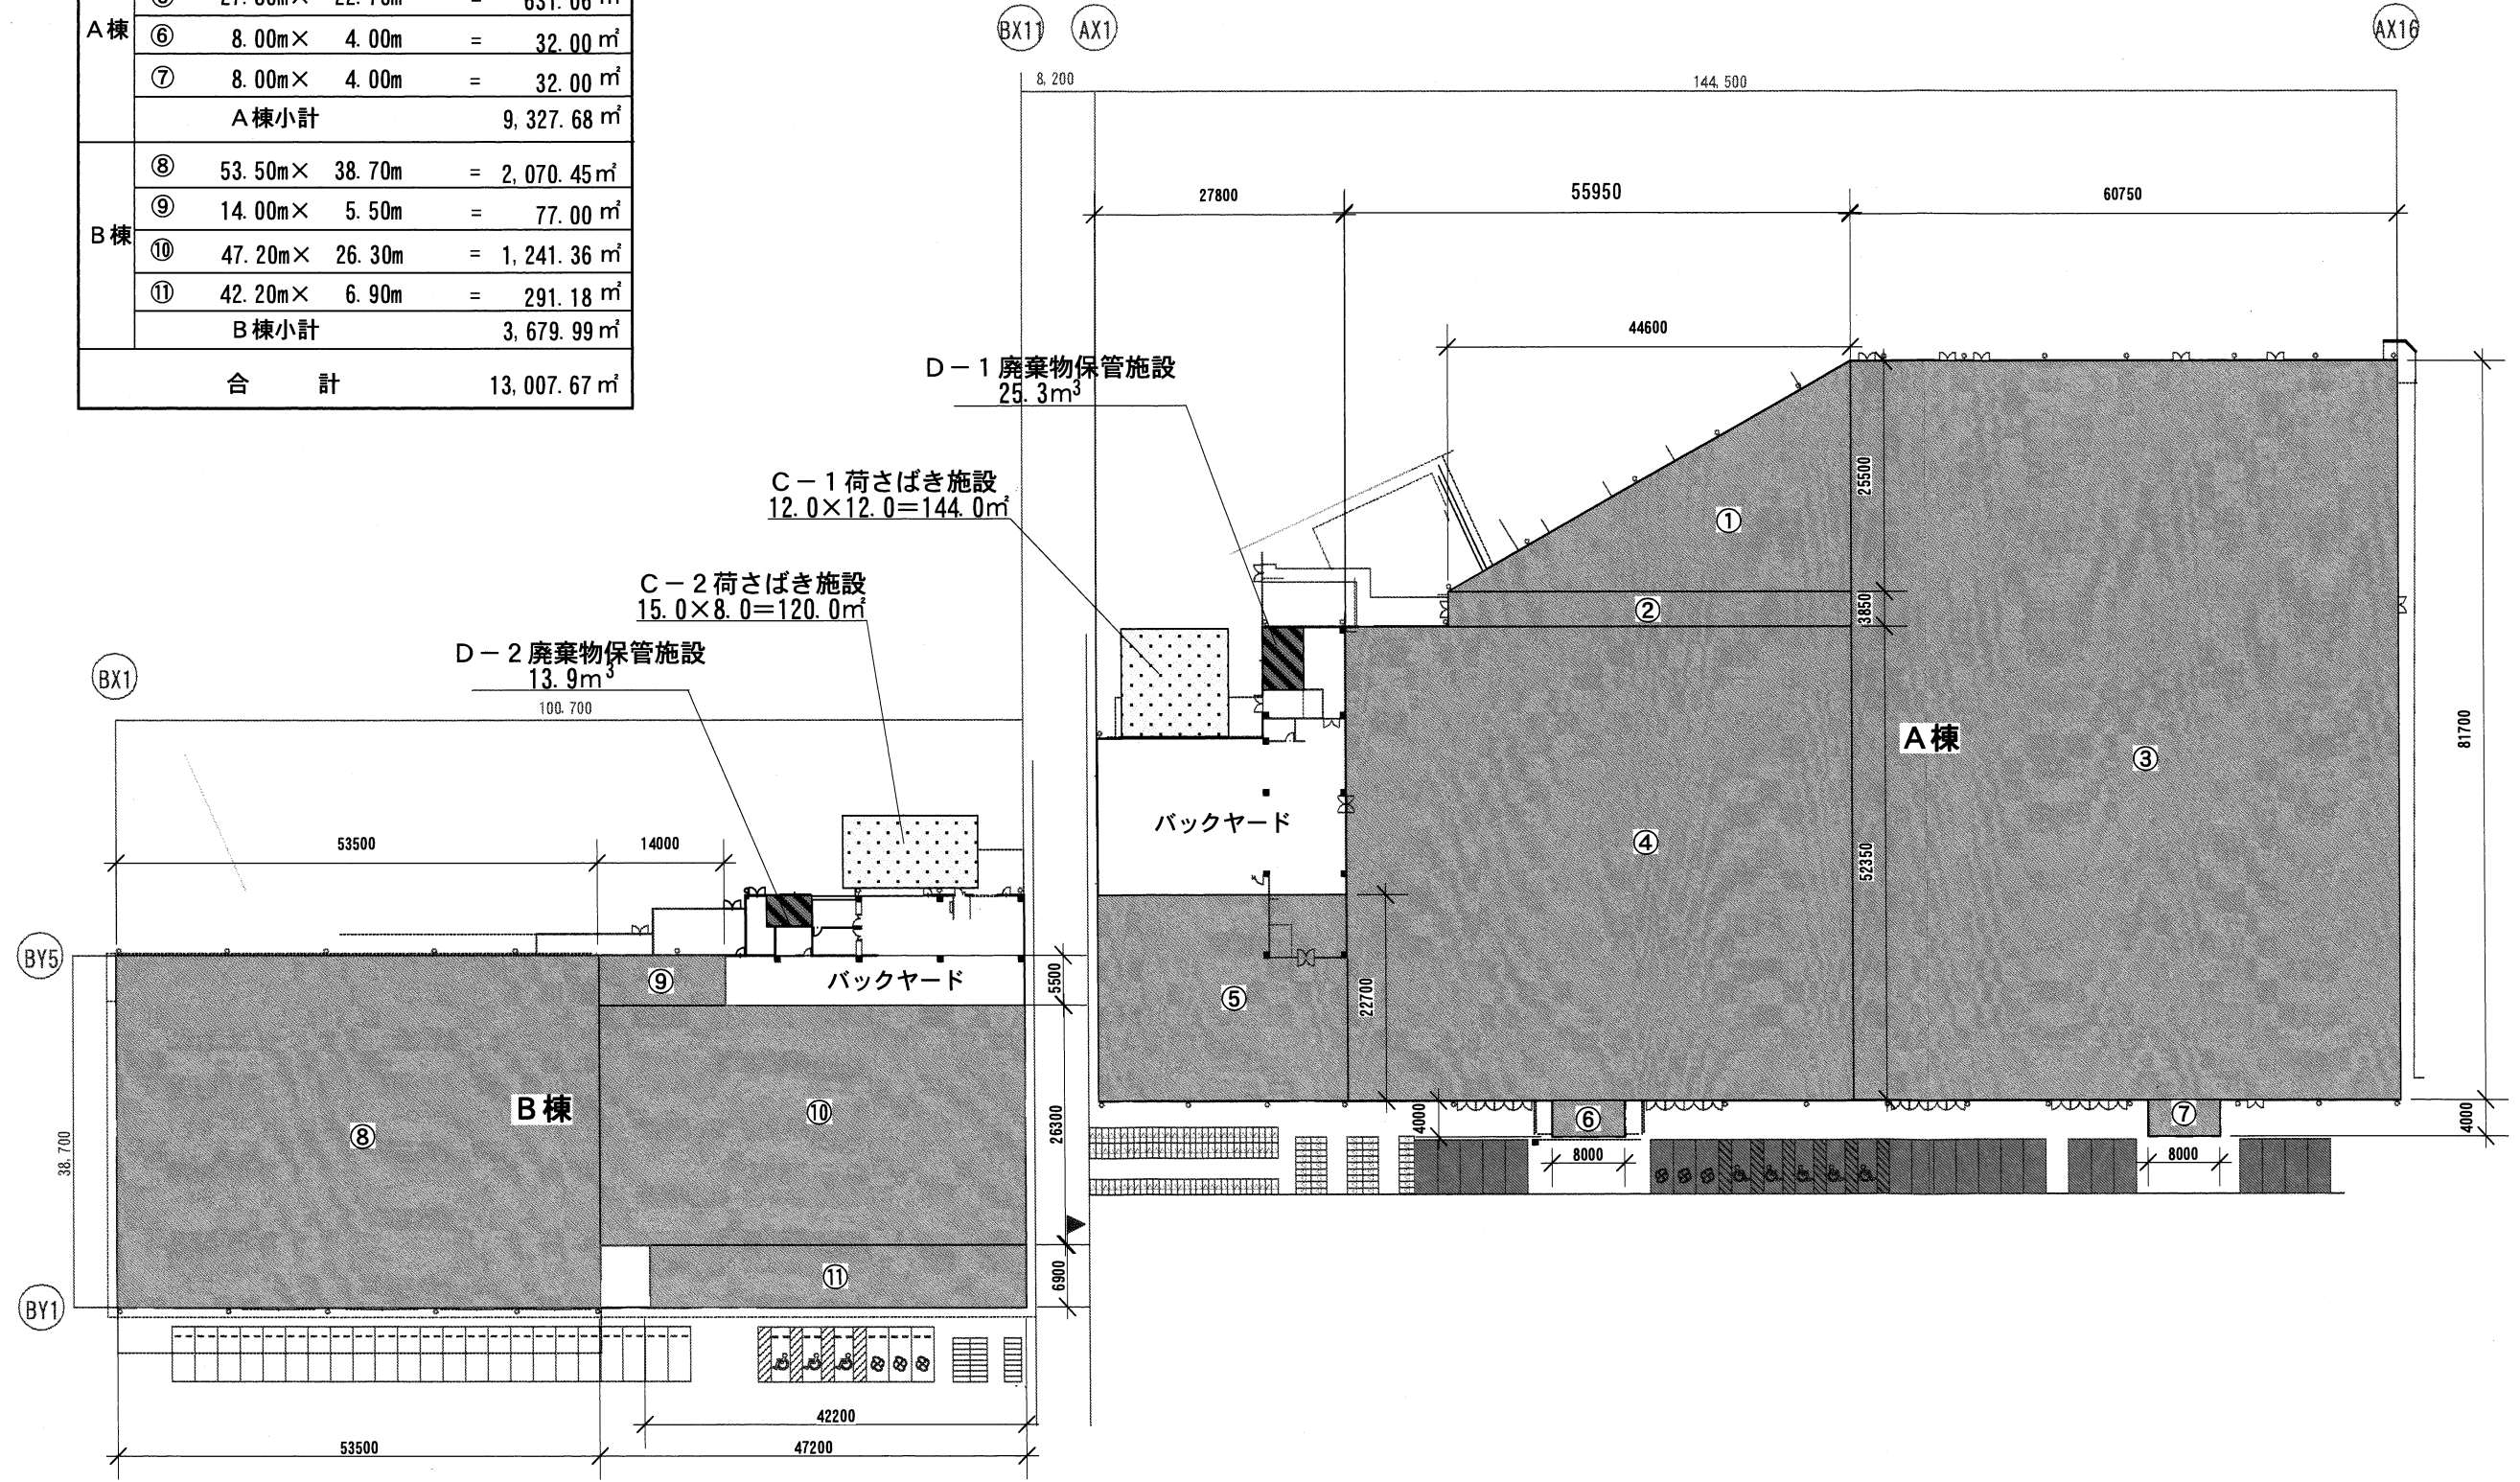 ⑥ 8.00m× 4.00m = 32.00㎡
A棟
⑦ 8.00m× 4.00m = 32.00㎡
A棟小計 9,327.68㎡
⑧ 53.50m× 38.70m = 2,070.45㎡
⑨ 14.00m× 5.50m = 77.00㎡
B棟
⑩ 47.20m× 26.30m = 1,241.36㎡
⑪ 42.20m× 6.90m = 291.18㎡
B棟小計 3,679.99㎡
合 計 13,007.67㎡
BX11
AX1
AX16
8,200
144,500
27800
55950
60750
44600
D-1廃棄物保管施設
25.3m³
C-1荷さばき施設
12.0×12.0=144.0㎡
C-2荷さばき施設
15.0×8.0=120.0㎡
D-2廃棄物保管施設
13.9m³
BX1
100,700
53500
14000
BY5
BY1
38,700
⑧
B棟
⑨
バックヤード
⑩
⑪
5500
26300
6900
42200
53500
47200
①
②
25500
3850
A棟
③
④
52350
81700
バックヤード
⑤
22700
4000
⑥
8000
⑦
8000
4000